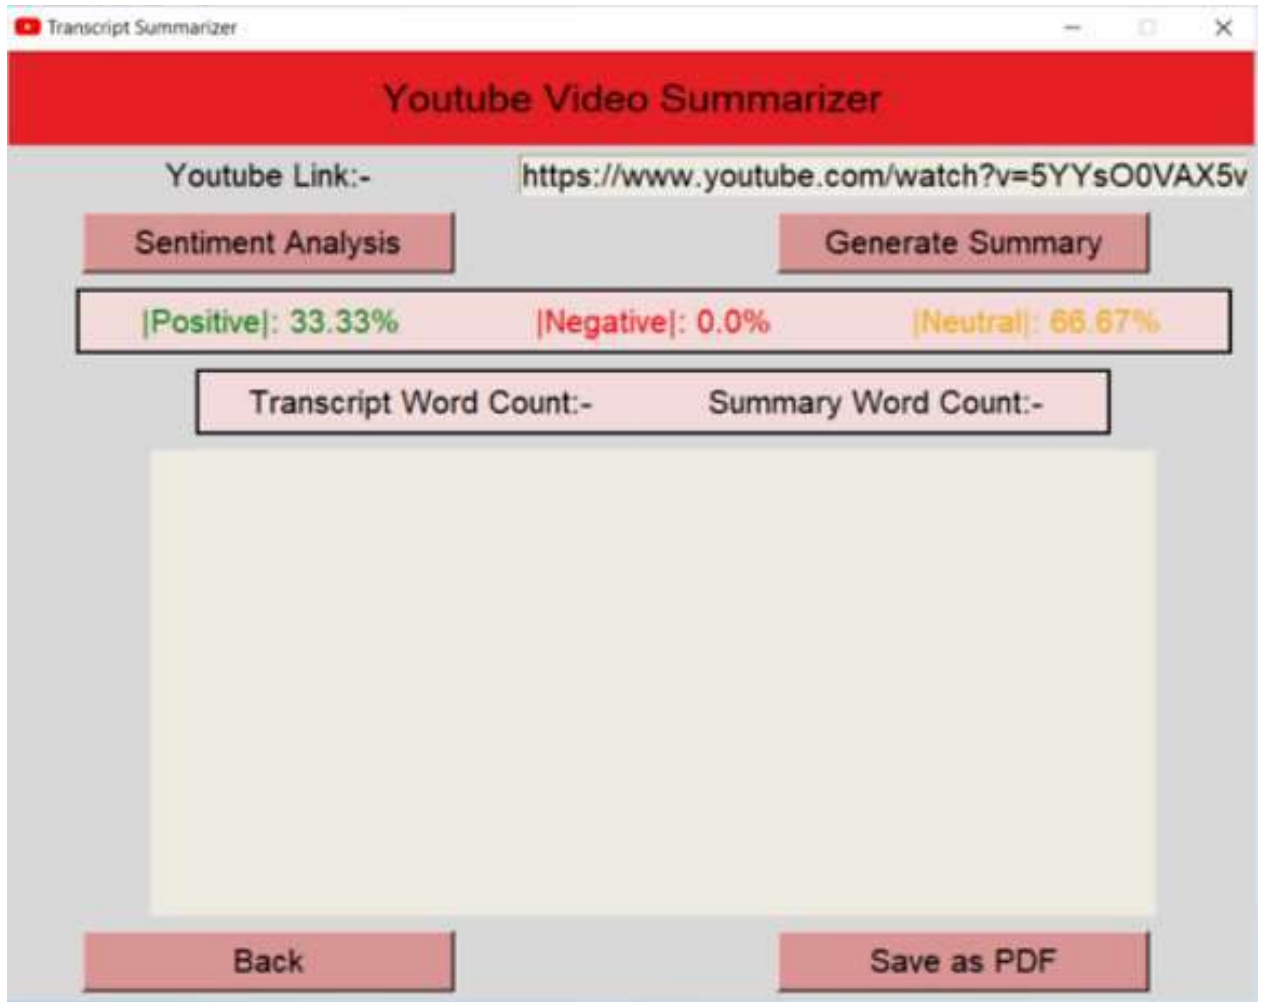 Transcript Summarizer
Youtube Video Summarizer
Youtube Link:- https://www.youtube.com/watch?v=5YYsO0VAX5v
Sentiment Analysis Generate Summary
|Positive|: 33.33% |Negative|: 0.0% |Neutral|: 66.67%
Transcript Word Count:- Summary Word Count:-
Back Save as PDF